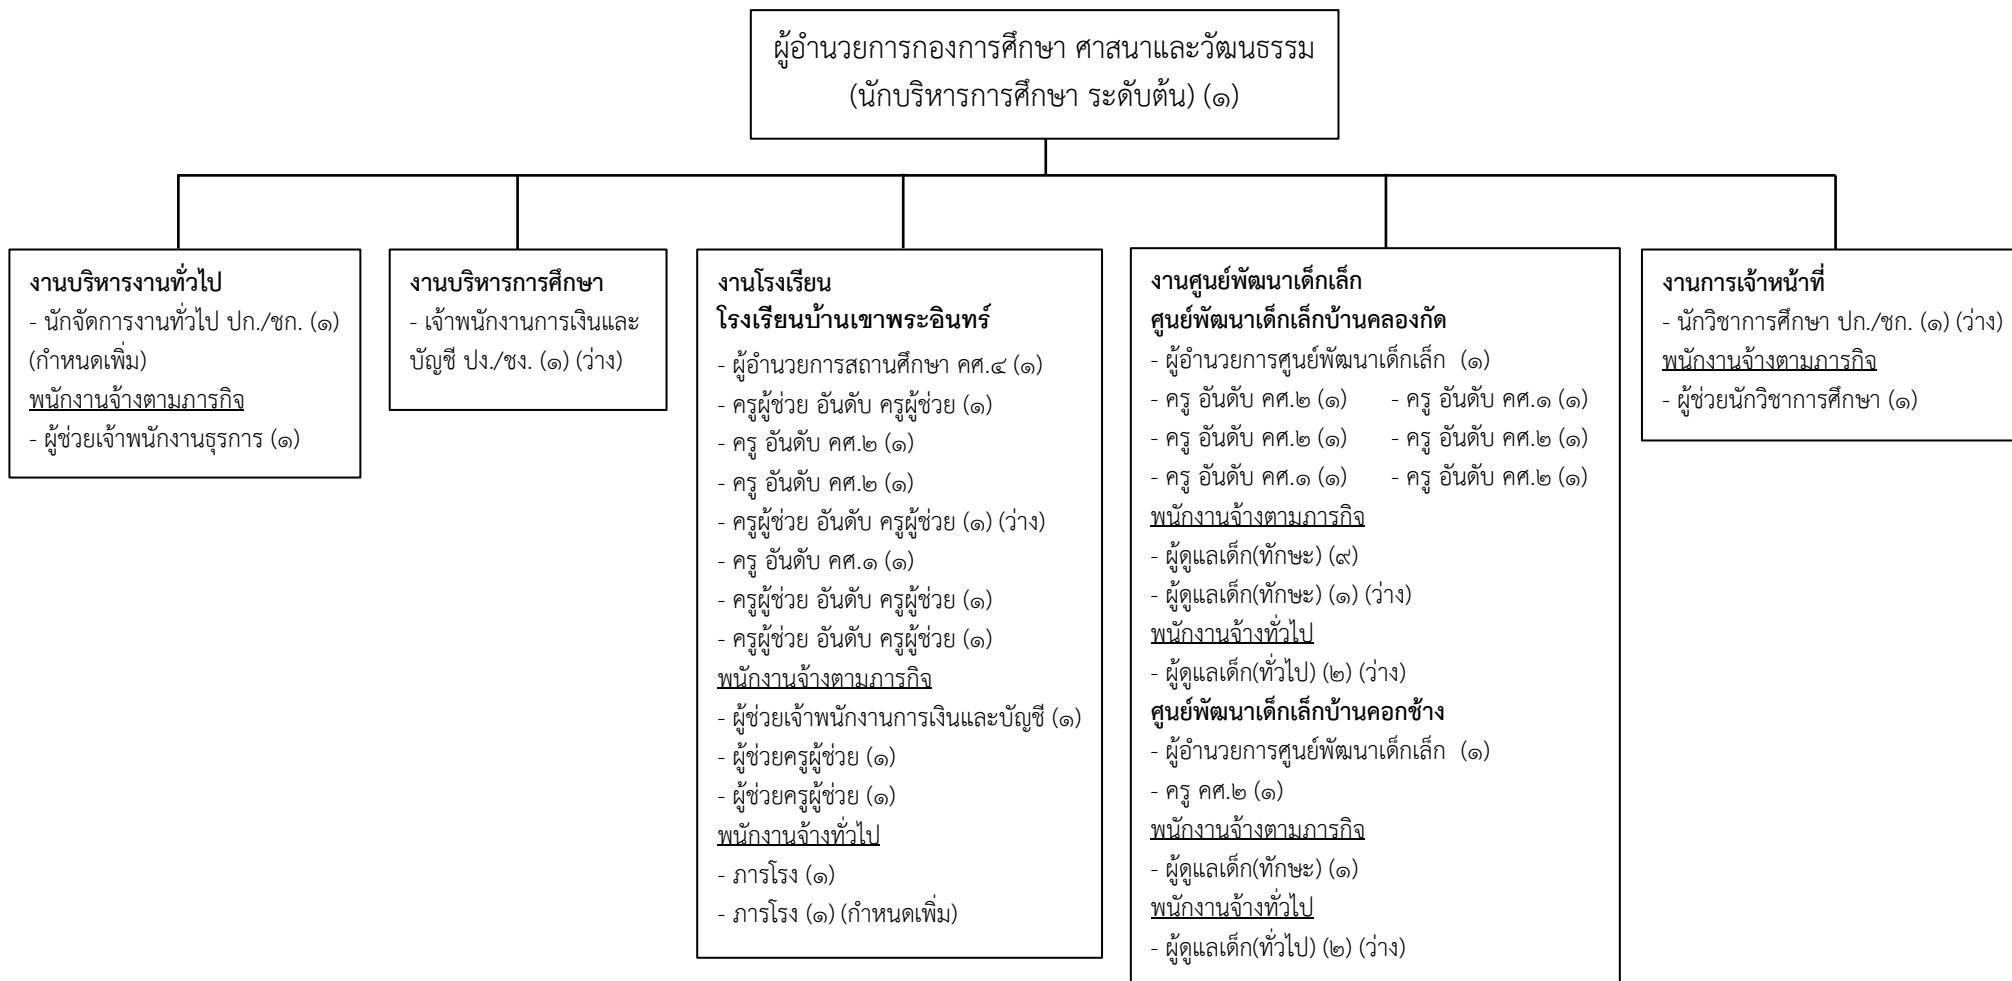 ผู้อำนวยการกองการศึกษา ศาสนาและวัฒนธรรม
(นักบริหารการศึกษา ระดับต้น) (๑)
งานบริหารงานทั่วไป
- นักจัดการงานทั่วไป ปก./ชก. (๑)
(กำหนดเพิ่ม)
พนักงานจ้างตามภารกิจ
- ผู้ช่วยเจ้าพนักงานธุรการ (๑)
งานบริหารการศึกษา
- เจ้าพนักงานการเงินและ
บัญชี ปง./ชง. (๑) (ว่าง)
งานโรงเรียน
โรงเรียนบ้านเขาพระอินทร์
- ผู้อำนวยการสถานศึกษา คศ.๔ (๑)
- ครูผู้ช่วย อันดับ ครูผู้ช่วย (๑)
- ครู อันดับ คศ.๒ (๑)
- ครู อันดับ คศ.๒ (๑)
- ครูผู้ช่วย อันดับ ครูผู้ช่วย (๑) (ว่าง)
- ครู อันดับ คศ.๑ (๑)
- ครูผู้ช่วย อันดับ ครูผู้ช่วย (๑)
- ครูผู้ช่วย อันดับ ครูผู้ช่วย (๑)
พนักงานจ้างตามภารกิจ
- ผู้ช่วยเจ้าพนักงานการเงินและบัญชี (๑)
- ผู้ช่วยครูผู้ช่วย (๑)
- ผู้ช่วยครูผู้ช่วย (๑)
พนักงานจ้างทั่วไป
- ภารโรง (๑)
- ภารโรง (๑) (กำหนดเพิ่ม)
งานศูนย์พัฒนาเด็กเล็ก
ศูนย์พัฒนาเด็กเล็กบ้านคลองกัด
- ผู้อำนวยการศูนย์พัฒนาเด็กเล็ก (๑)
- ครู อันดับ คศ.๒ (๑) - ครู อันดับ คศ.๑ (๑)
- ครู อันดับ คศ.๒ (๑) - ครู อันดับ คศ.๒ (๑)
- ครู อันดับ คศ.๑ (๑) - ครู อันดับ คศ.๒ (๑)
พนักงานจ้างตามภารกิจ
- ผู้ดูแลเด็ก(ทักษะ) (๙)
- ผู้ดูแลเด็ก(ทักษะ) (๑) (ว่าง)
พนักงานจ้างทั่วไป
- ผู้ดูแลเด็ก(ทั่วไป) (๒) (ว่าง)
ศูนย์พัฒนาเด็กเล็กบ้านคอกช้าง
- ผู้อำนวยการศูนย์พัฒนาเด็กเล็ก (๑)
- ครู คศ.๒ (๑)
พนักงานจ้างตามภารกิจ
- ผู้ดูแลเด็ก(ทักษะ) (๑)
พนักงานจ้างทั่วไป
- ผู้ดูแลเด็ก(ทั่วไป) (๒) (ว่าง)
งานการเจ้าหน้าที่
- นักวิชาการศึกษา ปก./ชก. (๑) (ว่าง)
พนักงานจ้างตามภารกิจ
- ผู้ช่วยนักวิชาการศึกษา (๑)